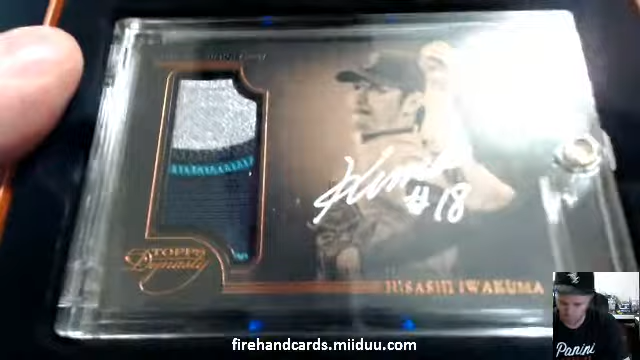 #18
TOPPS
Dynasty
HISASHI IWAKUMA
Panini
firehandcards.miiduu.com